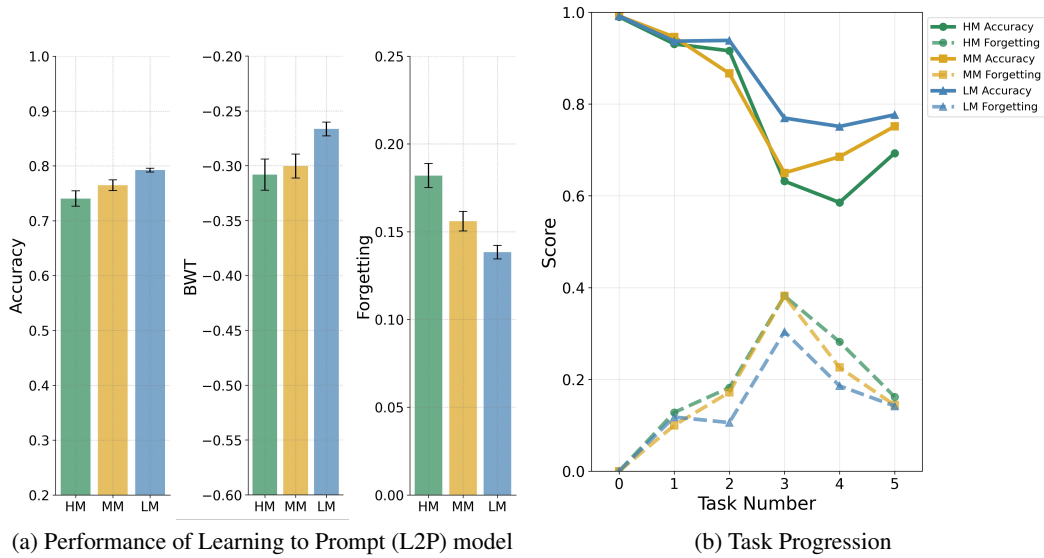 Accuracy
1.0
0.9
0.8
0.7
0.6
0.5
0.4
0.3
0.2
HM MM LM
BWT
−0.20
−0.25
−0.30
−0.35
−0.40
−0.45
−0.50
−0.55
−0.60
HM MM LM
Forgetting
0.25
0.20
0.15
0.10
0.05
0.00
HM MM LM
(a) Performance of Learning to Prompt (L2P) model
Score
1.0
0.8
0.6
0.4
0.2
0.0
0 1 2 3 4 5
Task Number
HM Accuracy
HM Forgetting
MM Accuracy
MM Forgetting
LM Accuracy
LM Forgetting
(b) Task Progression